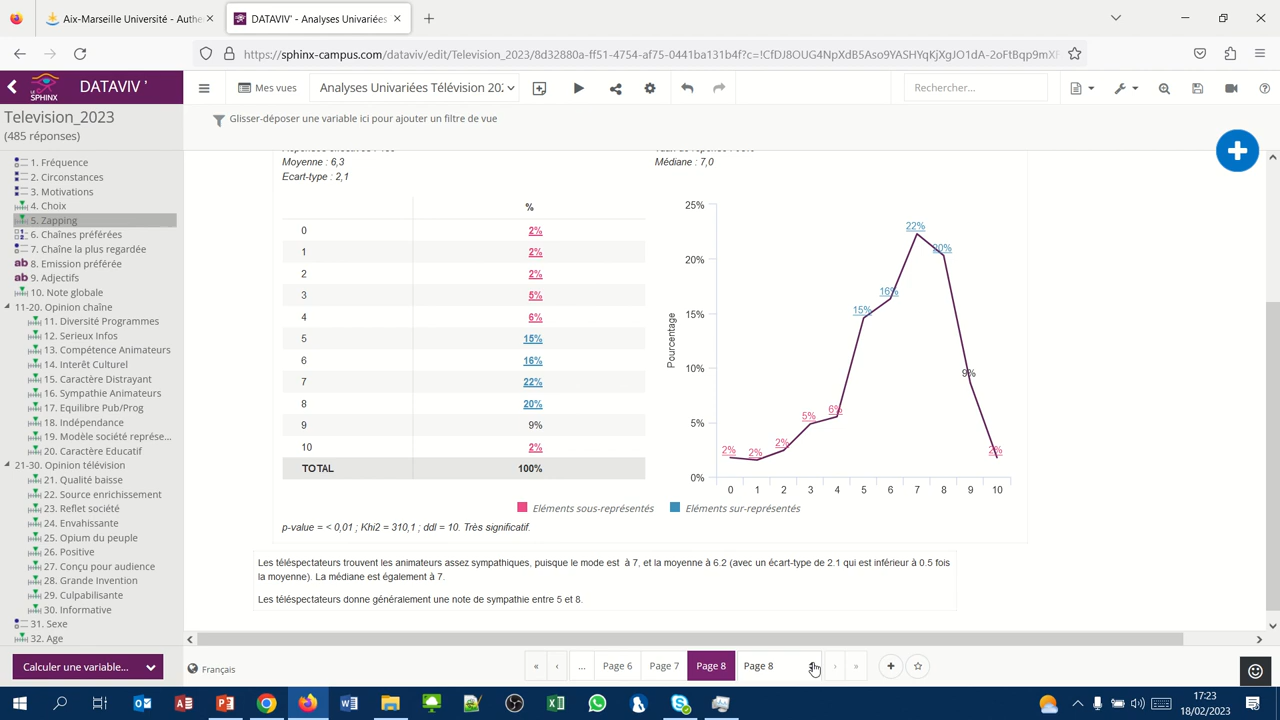 Aix-Marseille Université - Authe
DATAVIV' - Analyses Univariées
https://sphinx-campus.com/dataviv/edit/Television_2023/8d32880a-ff51-4754-af75-0441ba131b4f?c=!CfDJ8OUG4NpXdB5Aso9YASHYqKjXgJO1dA-2oFtBqp9mXF
LE SPHINX
DATAVIV '
Mes vues
Analyses Univariées Télévision 202
Rechercher...
Television_2023
(485 réponses)
Glisser-déposer une variable ici pour ajouter un filtre de vue
1. Fréquence
2. Circonstances
3. Motivations
4. Choix
5. Zapping
6. Chaînes préférées
7. Chaîne la plus regardée
8. Emission préférée
9. Adjectifs
10. Note globale
11-20. Opinion chaîne
11. Diversité Programmes
12. Serieux Infos
13. Compétence Animateurs
14. Interêt Culturel
15. Caractère Distrayant
16. Sympathie Animateurs
17. Equilibre Pub/Prog
18. Indépendance
19. Modèle société représe...
20. Caractère Educatif
21-30. Opinion télévision
21. Qualité baisse
22. Source enrichissement
23. Reflet société
24. Envahissante
25. Opium du peuple
26. Positive
27. Conçu pour audience
28. Grande Invention
29. Culpabilisante
30. Informative
31. Sexe
32. Age
Calculer une variable...
Moyenne : 6,3
Médiane : 7,0
Ecart-type : 2,1
%
0 2%
1 2%
2 2%
3 5%
4 6%
5 15%
6 16%
7 22%
8 20%
9 9%
10 2%
TOTAL 100%
25%
20%
15%
10%
5%
0%
Pourcentage
2%
2%
2%
5%
6%
15%
16%
22%
20%
9%
2%
0 1 2 3 4 5 6 7 8 9 10
Eléments sous-représentés
Eléments sur-représentés
p-value = < 0,01 ; Khi2 = 310,1 ; ddl = 10. Très significatif.
Les téléspectateurs trouvent les animateurs assez sympathiques, puisque le mode est à 7, et la moyenne à 6.2 (avec un écart-type de 2.1 qui est inférieur à 0.5 fois
la moyenne). La médiane est également à 7.
Les téléspectateurs donne généralement une note de sympathie entre 5 et 8.
Français
« ‹ ... Page 6 Page 7 Page 8 Page 8 › »
17:23
18/02/2023